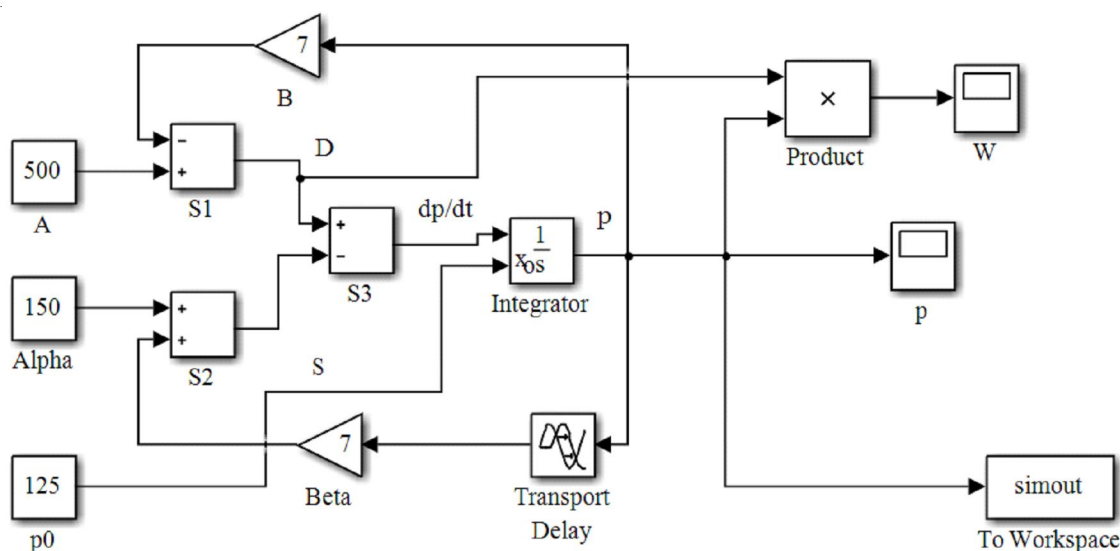 7
B
-
+
500
A
S1
D
×
Product
W
+
-
S3
dp/dt
1
xos
Integrator
p
p
150
Alpha
+
+
S2
S
7
Beta
Transport
Delay
125
p0
simout
To Workspace